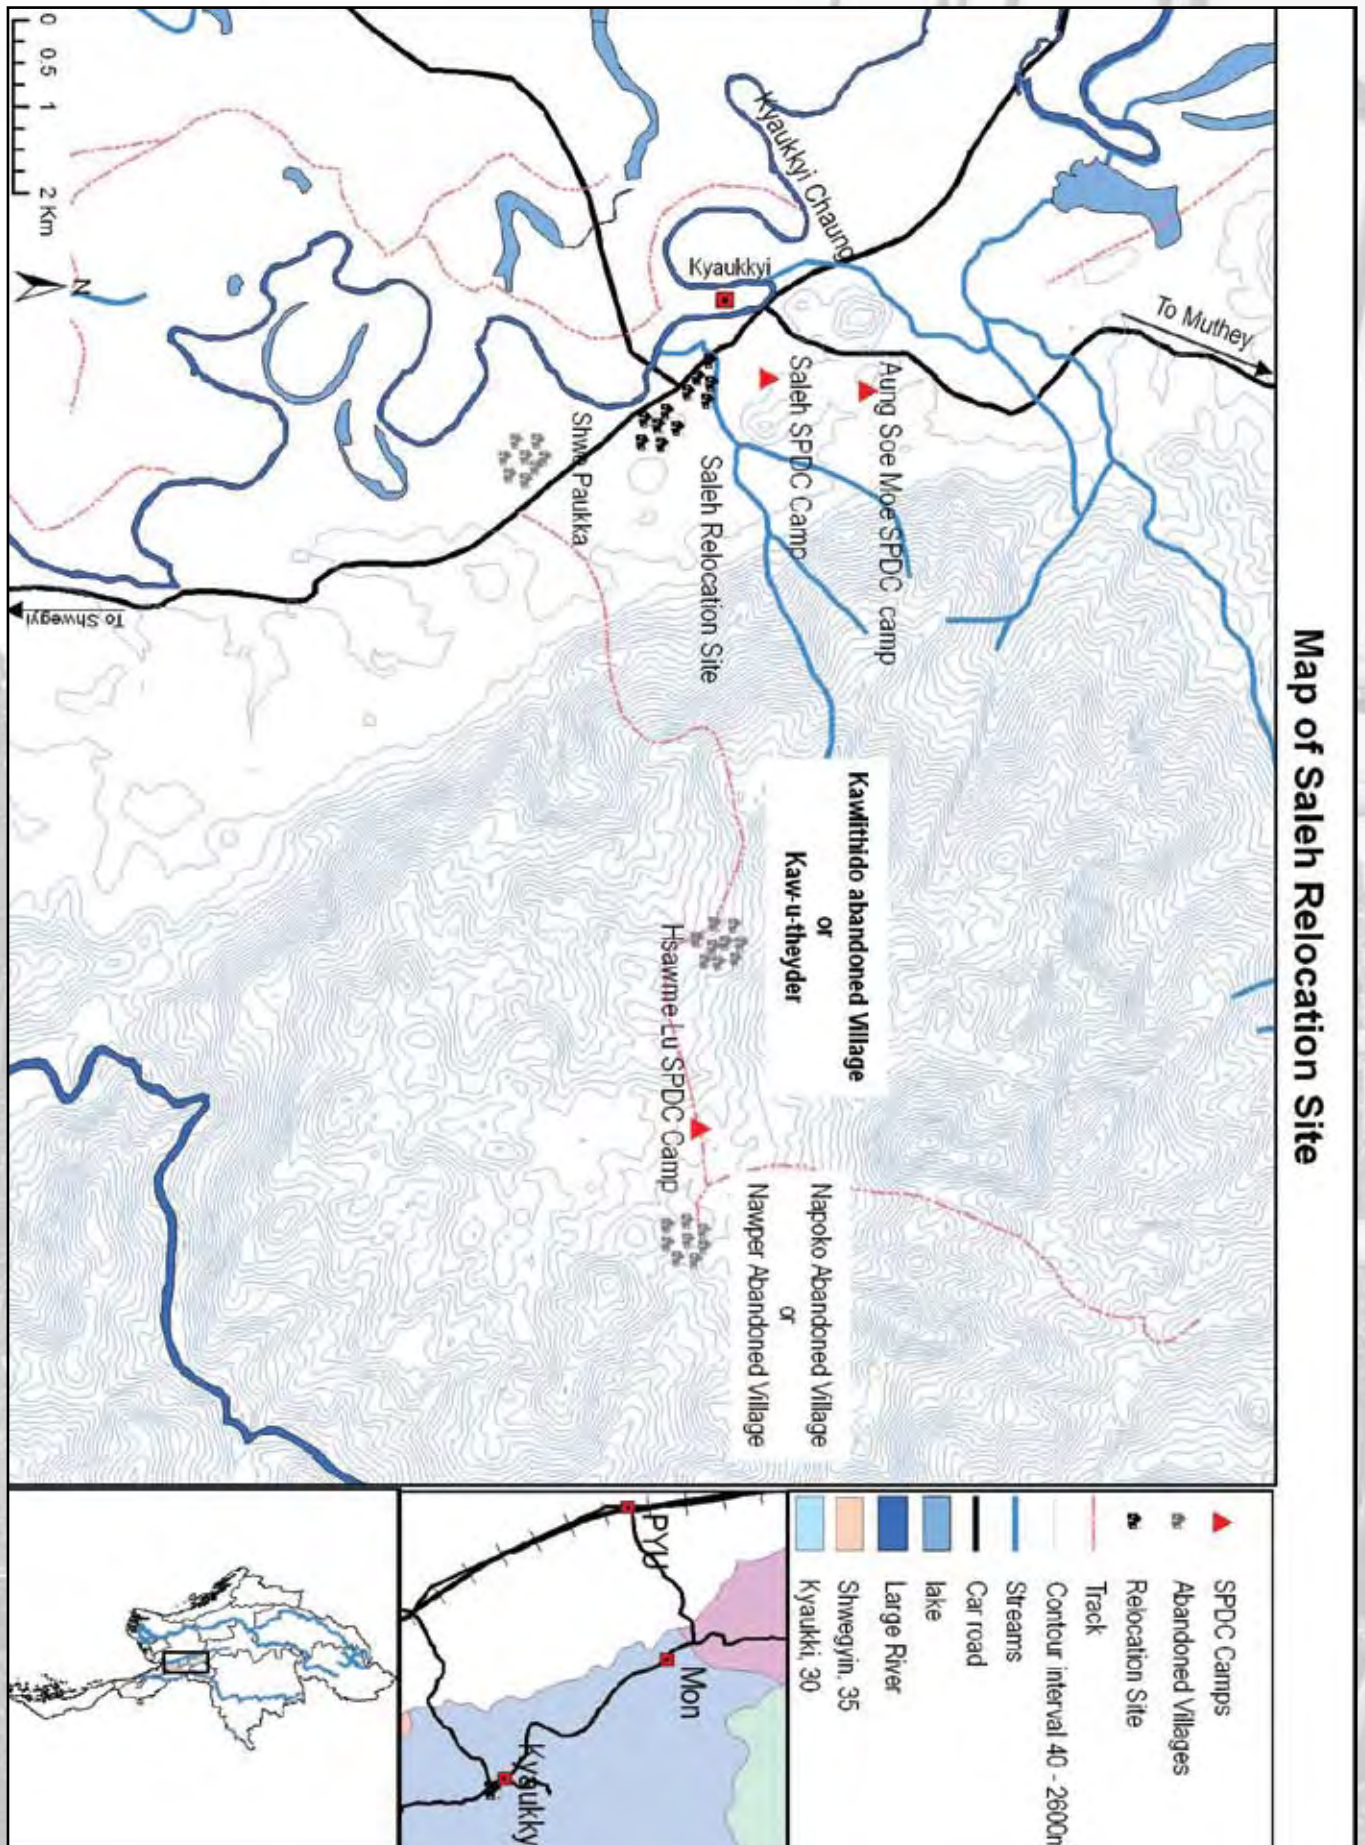 Map of Saleh Relocation Site
To Muthey
Kyaukkyi Chaung
Kyaukkyi
Aung Soe Moe SPDC camp
Saleh SPDC Camp
Saleh Relocation Site
Shwe Paukka
To Shwegyi
Kawlithido abandoned Village
or
Kaw-u-theyder
Hsawme Lu SPDC Camp
Napoko Abandoned Village
or
Nawper Abandoned Village
0 0.5 1 2 Km
N
SPDC Camps
Abandoned Villages
Relocation Site
Track
Contour interval 40 - 2600m
Streams
Car road
lake
Large River
Shwegyin, 35
Kyaukki, 30
PYU
Mon
Kyaukky